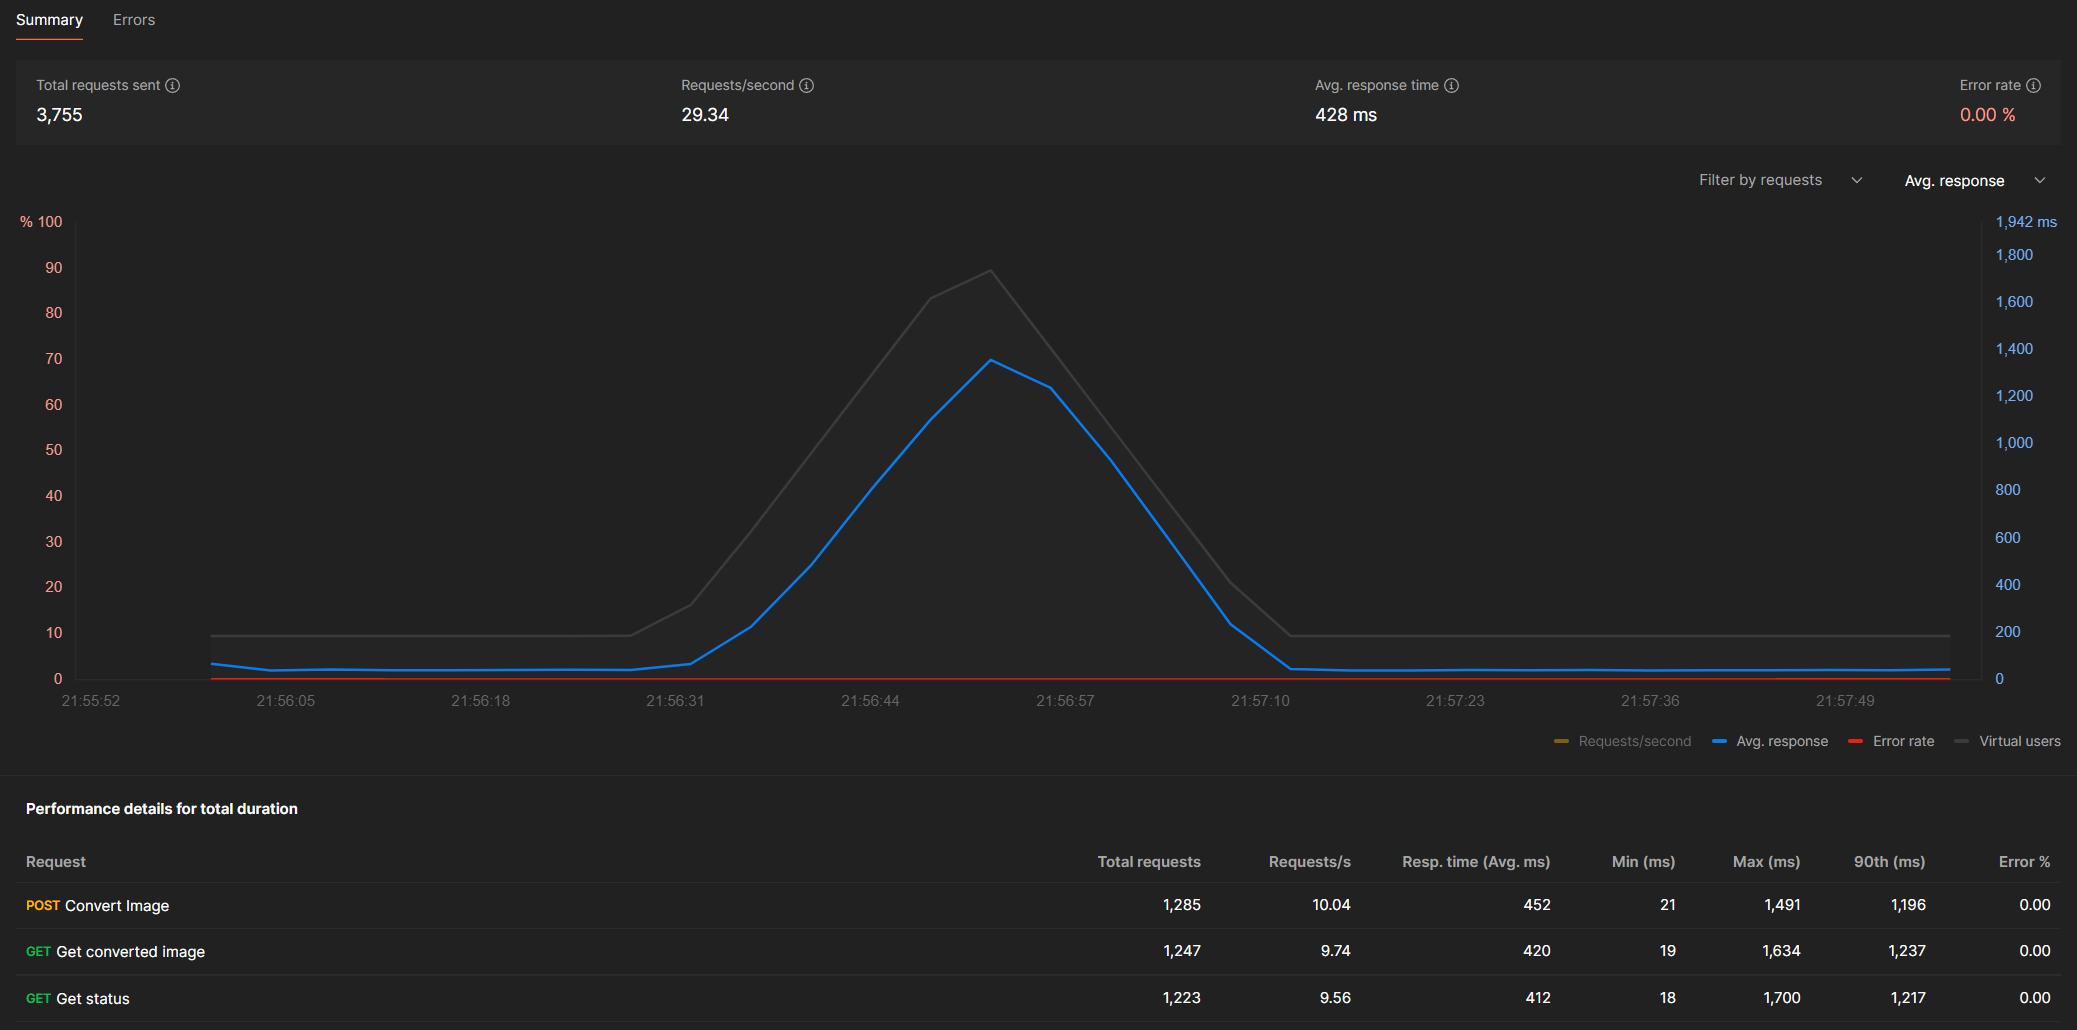 Summary Errors
Total requests sent Requests/second Avg. response time Error rate
3,755 29.34 428 ms 0.00 %
Filter by requests Avg. response
% 100 1,942 ms
90 1,800
80 1,600
70 1,400
60 1,200
50 1,000
40 800
30 600
20 400
10 200
0 0
21:55:52 21:56:05 21:56:18 21:56:31 21:56:44 21:56:57 21:57:10 21:57:23 21:57:36 21:57:49
Requests/second Avg. response Error rate Virtual users
Performance details for total duration
Request Total requests Requests/s Resp. time (Avg. ms) Min (ms) Max (ms) 90th (ms) Error %
POST Convert Image 1,285 10.04 452 21 1,491 1,196 0.00
GET Get converted image 1,247 9.74 420 19 1,634 1,237 0.00
GET Get status 1,223 9.56 412 18 1,700 1,217 0.00